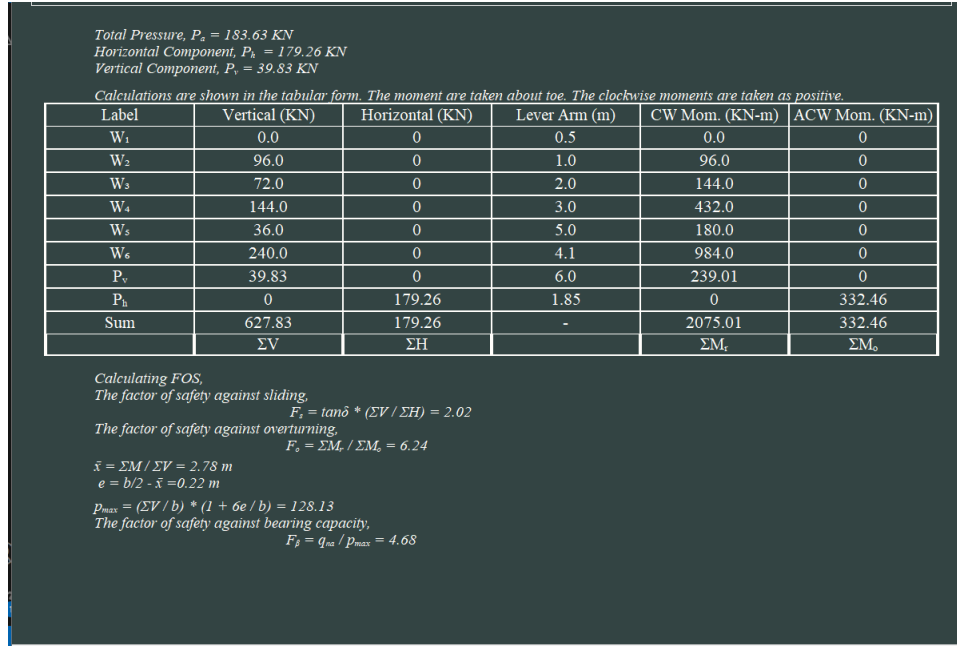 Total Pressure, Pₐ = 183.63 KN
Horizontal Component, Pₕ = 179.26 KN
Vertical Component, Pᵥ = 39.83 KN
Calculations are shown in the tabular form. The moment are taken about toe. The clockwise moments are taken as positive.
Label Vertical (KN) Horizontal (KN) Lever Arm (m) CW Mom. (KN-m) ACW Mom. (KN-m)
W₁ 0.0 0 0.5 0.0 0
W₂ 96.0 0 1.0 96.0 0
W₃ 72.0 0 2.0 144.0 0
W₄ 144.0 0 3.0 432.0 0
W₅ 36.0 0 5.0 180.0 0
W₆ 240.0 0 4.1 984.0 0
Pᵥ 39.83 0 6.0 239.01 0
Pₕ 0 179.26 1.85 0 332.46
Sum 627.83 179.26 - 2075.01 332.46
ΣV ΣH ΣMᵣ ΣMₒ
Calculating FOS,
The factor of safety against sliding,
Fₛ = tanδ * (ΣV / ΣH) = 2.02
The factor of safety against overturning,
Fₒ = ΣMᵣ / ΣMₒ = 6.24
x̄ = ΣM / ΣV = 2.78 m
e = b/2 - x̄ =0.22 m
pₘₐₓ = (ΣV / b) * (1 + 6e / b) = 128.13
The factor of safety against bearing capacity,
Fᵦ = qₙₐ / pₘₐₓ = 4.68